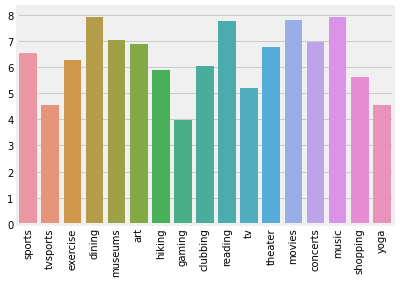 8
7
6
5
4
3
2
1
0
sports
tvsports
exercise
dining
museums
art
hiking
gaming
clubbing
reading
tv
theater
movies
concerts
music
shopping
yoga